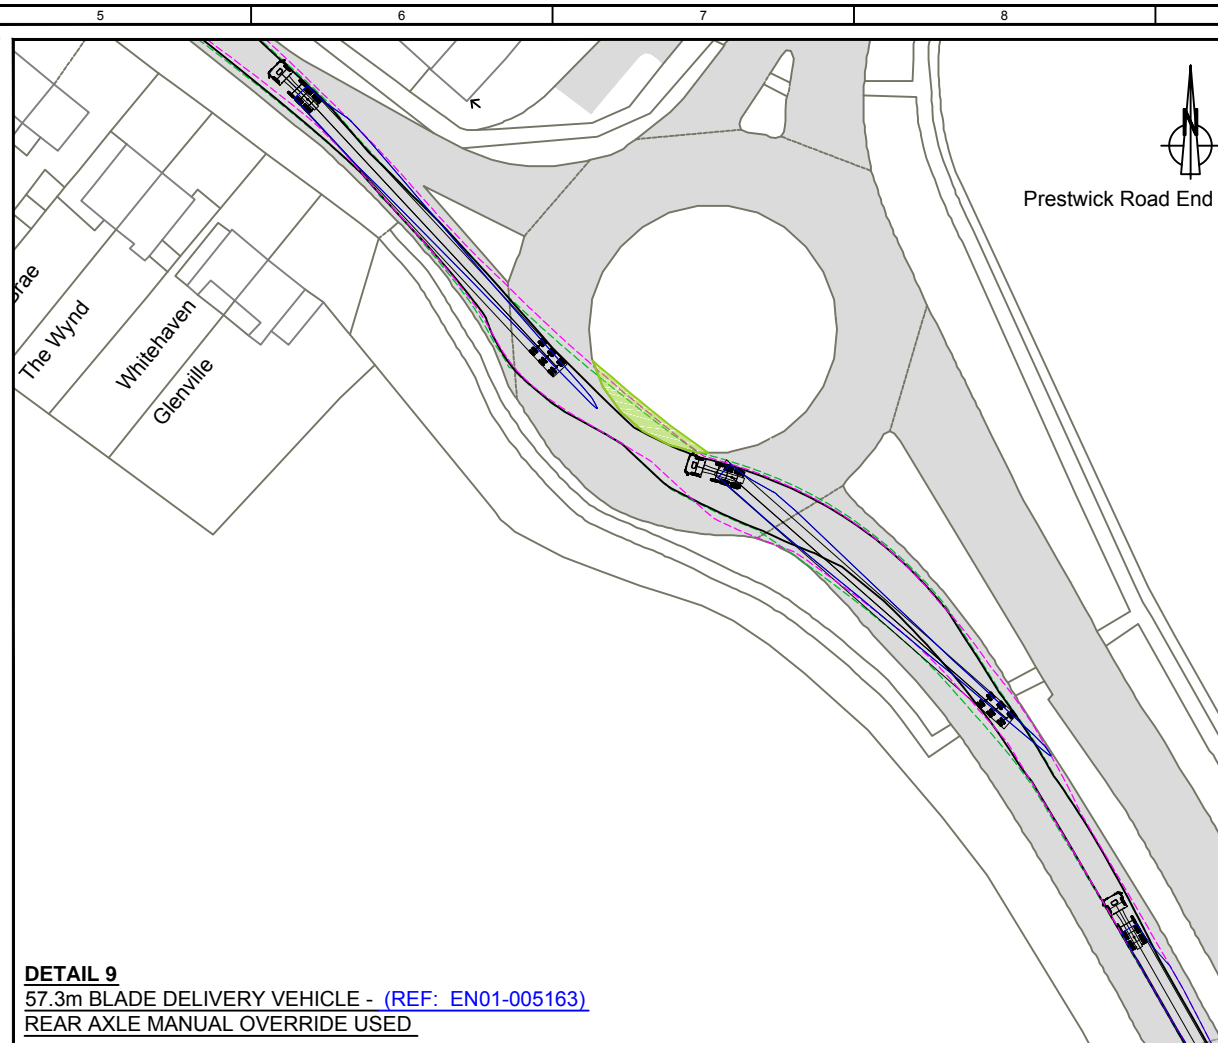 5 6 7 8
N
Prestwick Road End
The Wynd
Whitehaven
Glenville
DETAIL 9
57.3m BLADE DELIVERY VEHICLE - (REF: EN01-005163)
REAR AXLE MANUAL OVERRIDE USED